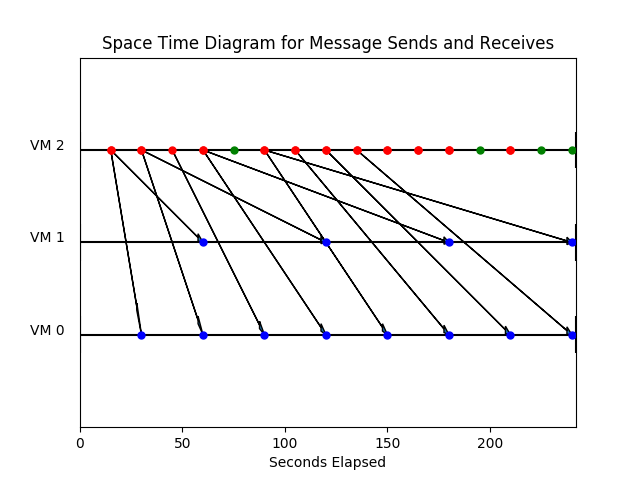 Space Time Diagram for Message Sends and Receives
VM 2
VM 1
VM 0
0 50 100 150 200
Seconds Elapsed